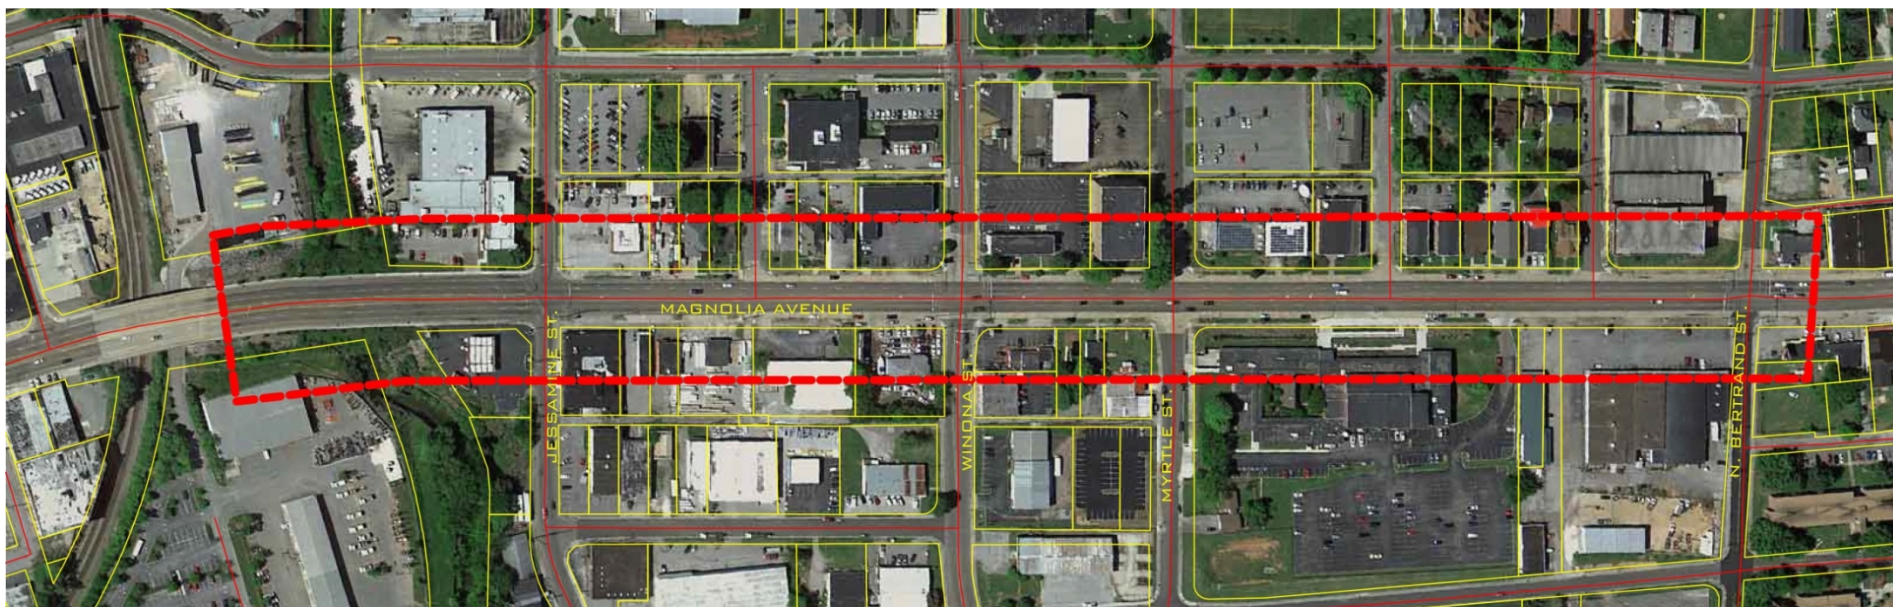 MAGNOLIA AVENUE
JESSAMINE ST.
WINONA ST.
MYRTLE ST.
N BERTRAND ST.